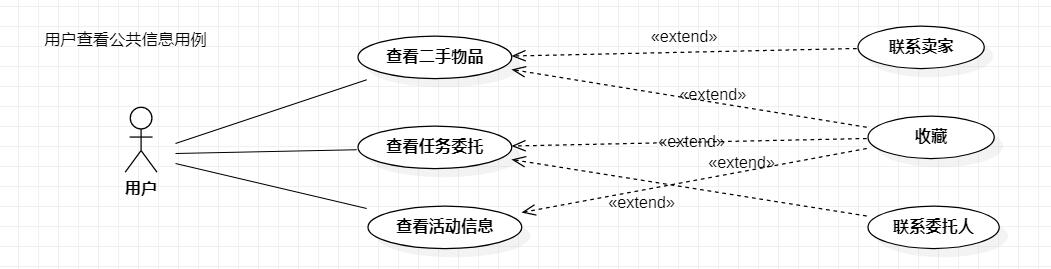 用户查看公共信息用例
«extend»
联系卖家
查看二手物品
«extend»
收藏
«extend»
查看任务委托
«extend»
用户
«extend»
查看活动信息
联系委托人